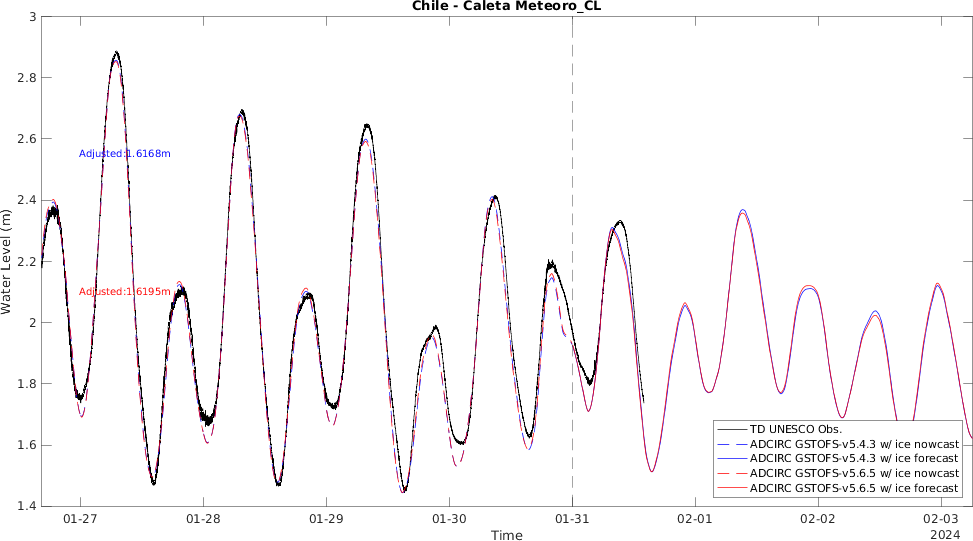 Chile - Caleta Meteoro_CL
3
2.8
2.6
2.4
2.2
2
1.8
1.6
1.4
Water Level (m)
Adjusted:1.6168m
Adjusted:1.6195m
TD UNESCO Obs.
ADCIRC GSTOFS-v5.4.3 w/ ice nowcast
ADCIRC GSTOFS-v5.4.3 w/ ice forecast
ADCIRC GSTOFS-v5.6.5 w/ ice nowcast
ADCIRC GSTOFS-v5.6.5 w/ ice forecast
01-27 01-28 01-29 01-30 01-31 02-01 02-02 02-03
2024
Time